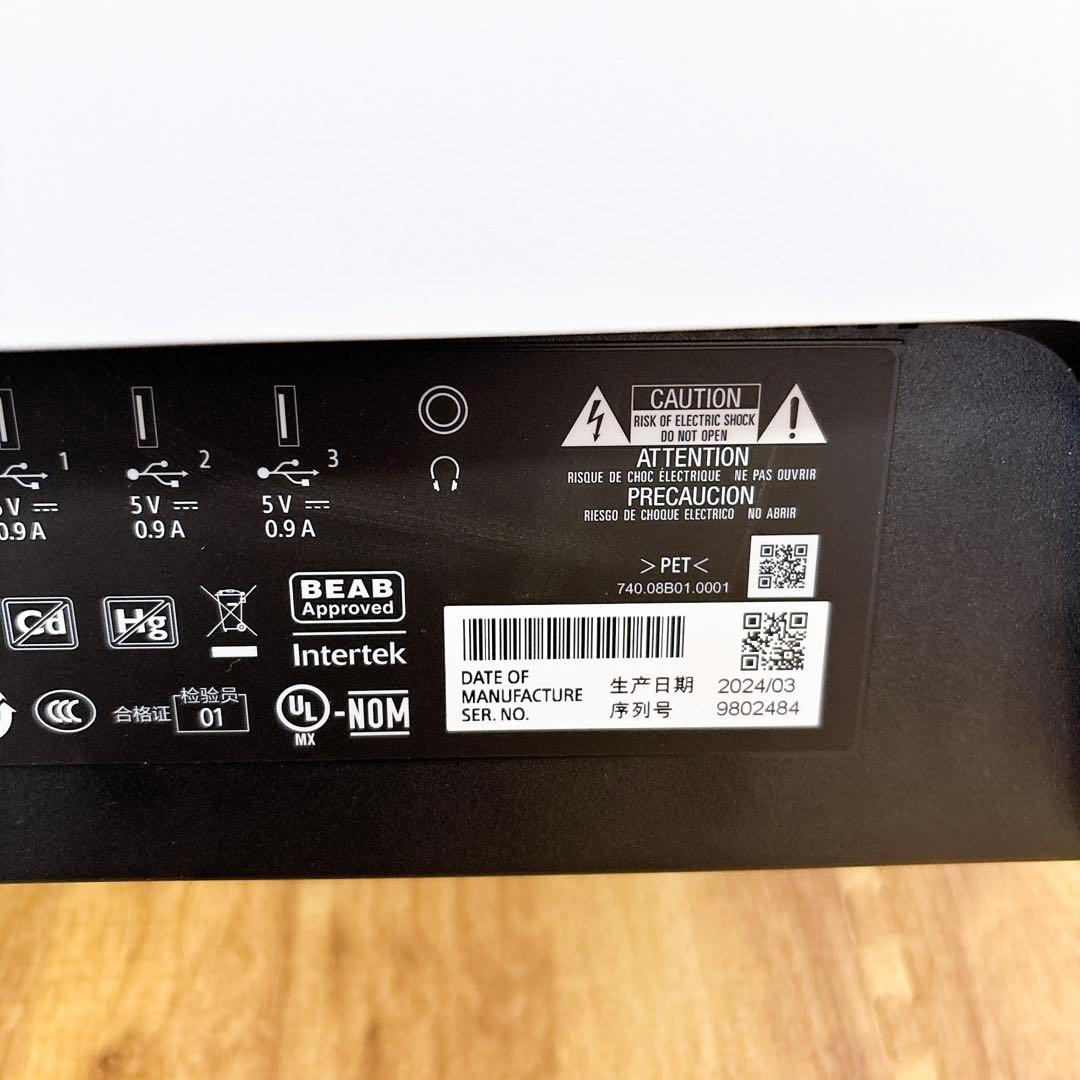 1
2
3
5V
0.9 A
5 V
0.9 A
5 V
0.9 A
CAUTION
RISK OF ELECTRIC SHOCK
DO NOT OPEN
ATTENTION
RISQUE DE CHOC ÉLECTRIQUE NE PAS OUVRIR
PRECAUCION
RIESGO DE CHOQUE ELECTRICO NO ABRIR
>PET<
740.08B01.0001
Cd
Hg
BEAB
Approved
Intertek
DATE OF
MANUFACTURE
SER. NO.
生产日期 2024/03
序列号 9802484
CCC
合格证
检验员
01
UL
MX
-NOM